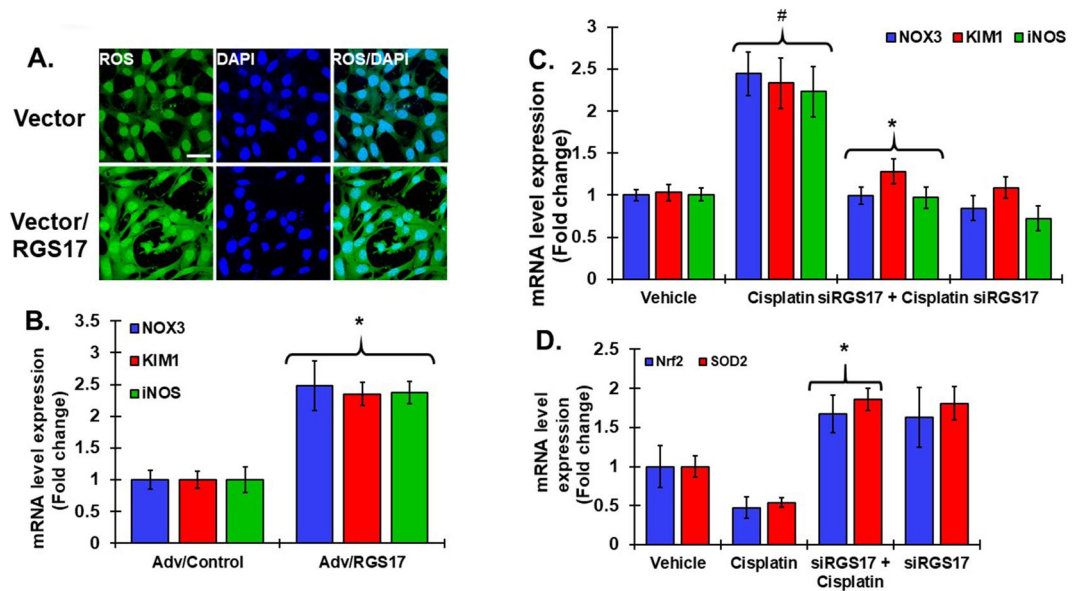 A.
ROS
DAPI
ROS/DAPI
Vector
Vector/
RGS17
B.
mRNA level expression
(Fold change)
3.5
3
2.5
2
1.5
1
0.5
0
NOX3
KIM1
iNOS
*
Adv/Control
Adv/RGS17
C.
mRNA level expression
(Fold change)
3
2.5
2
1.5
1
0.5
0
NOX3
KIM1
iNOS
#
*
Vehicle
Cisplatin siRGS17 + Cisplatin siRGS17
D.
mRNA level
expression
(Fold change)
2.5
2
1.5
1
0.5
0
Nrf2
SOD2
*
Vehicle
Cisplatin
siRGS17 +
Cisplatin
siRGS17